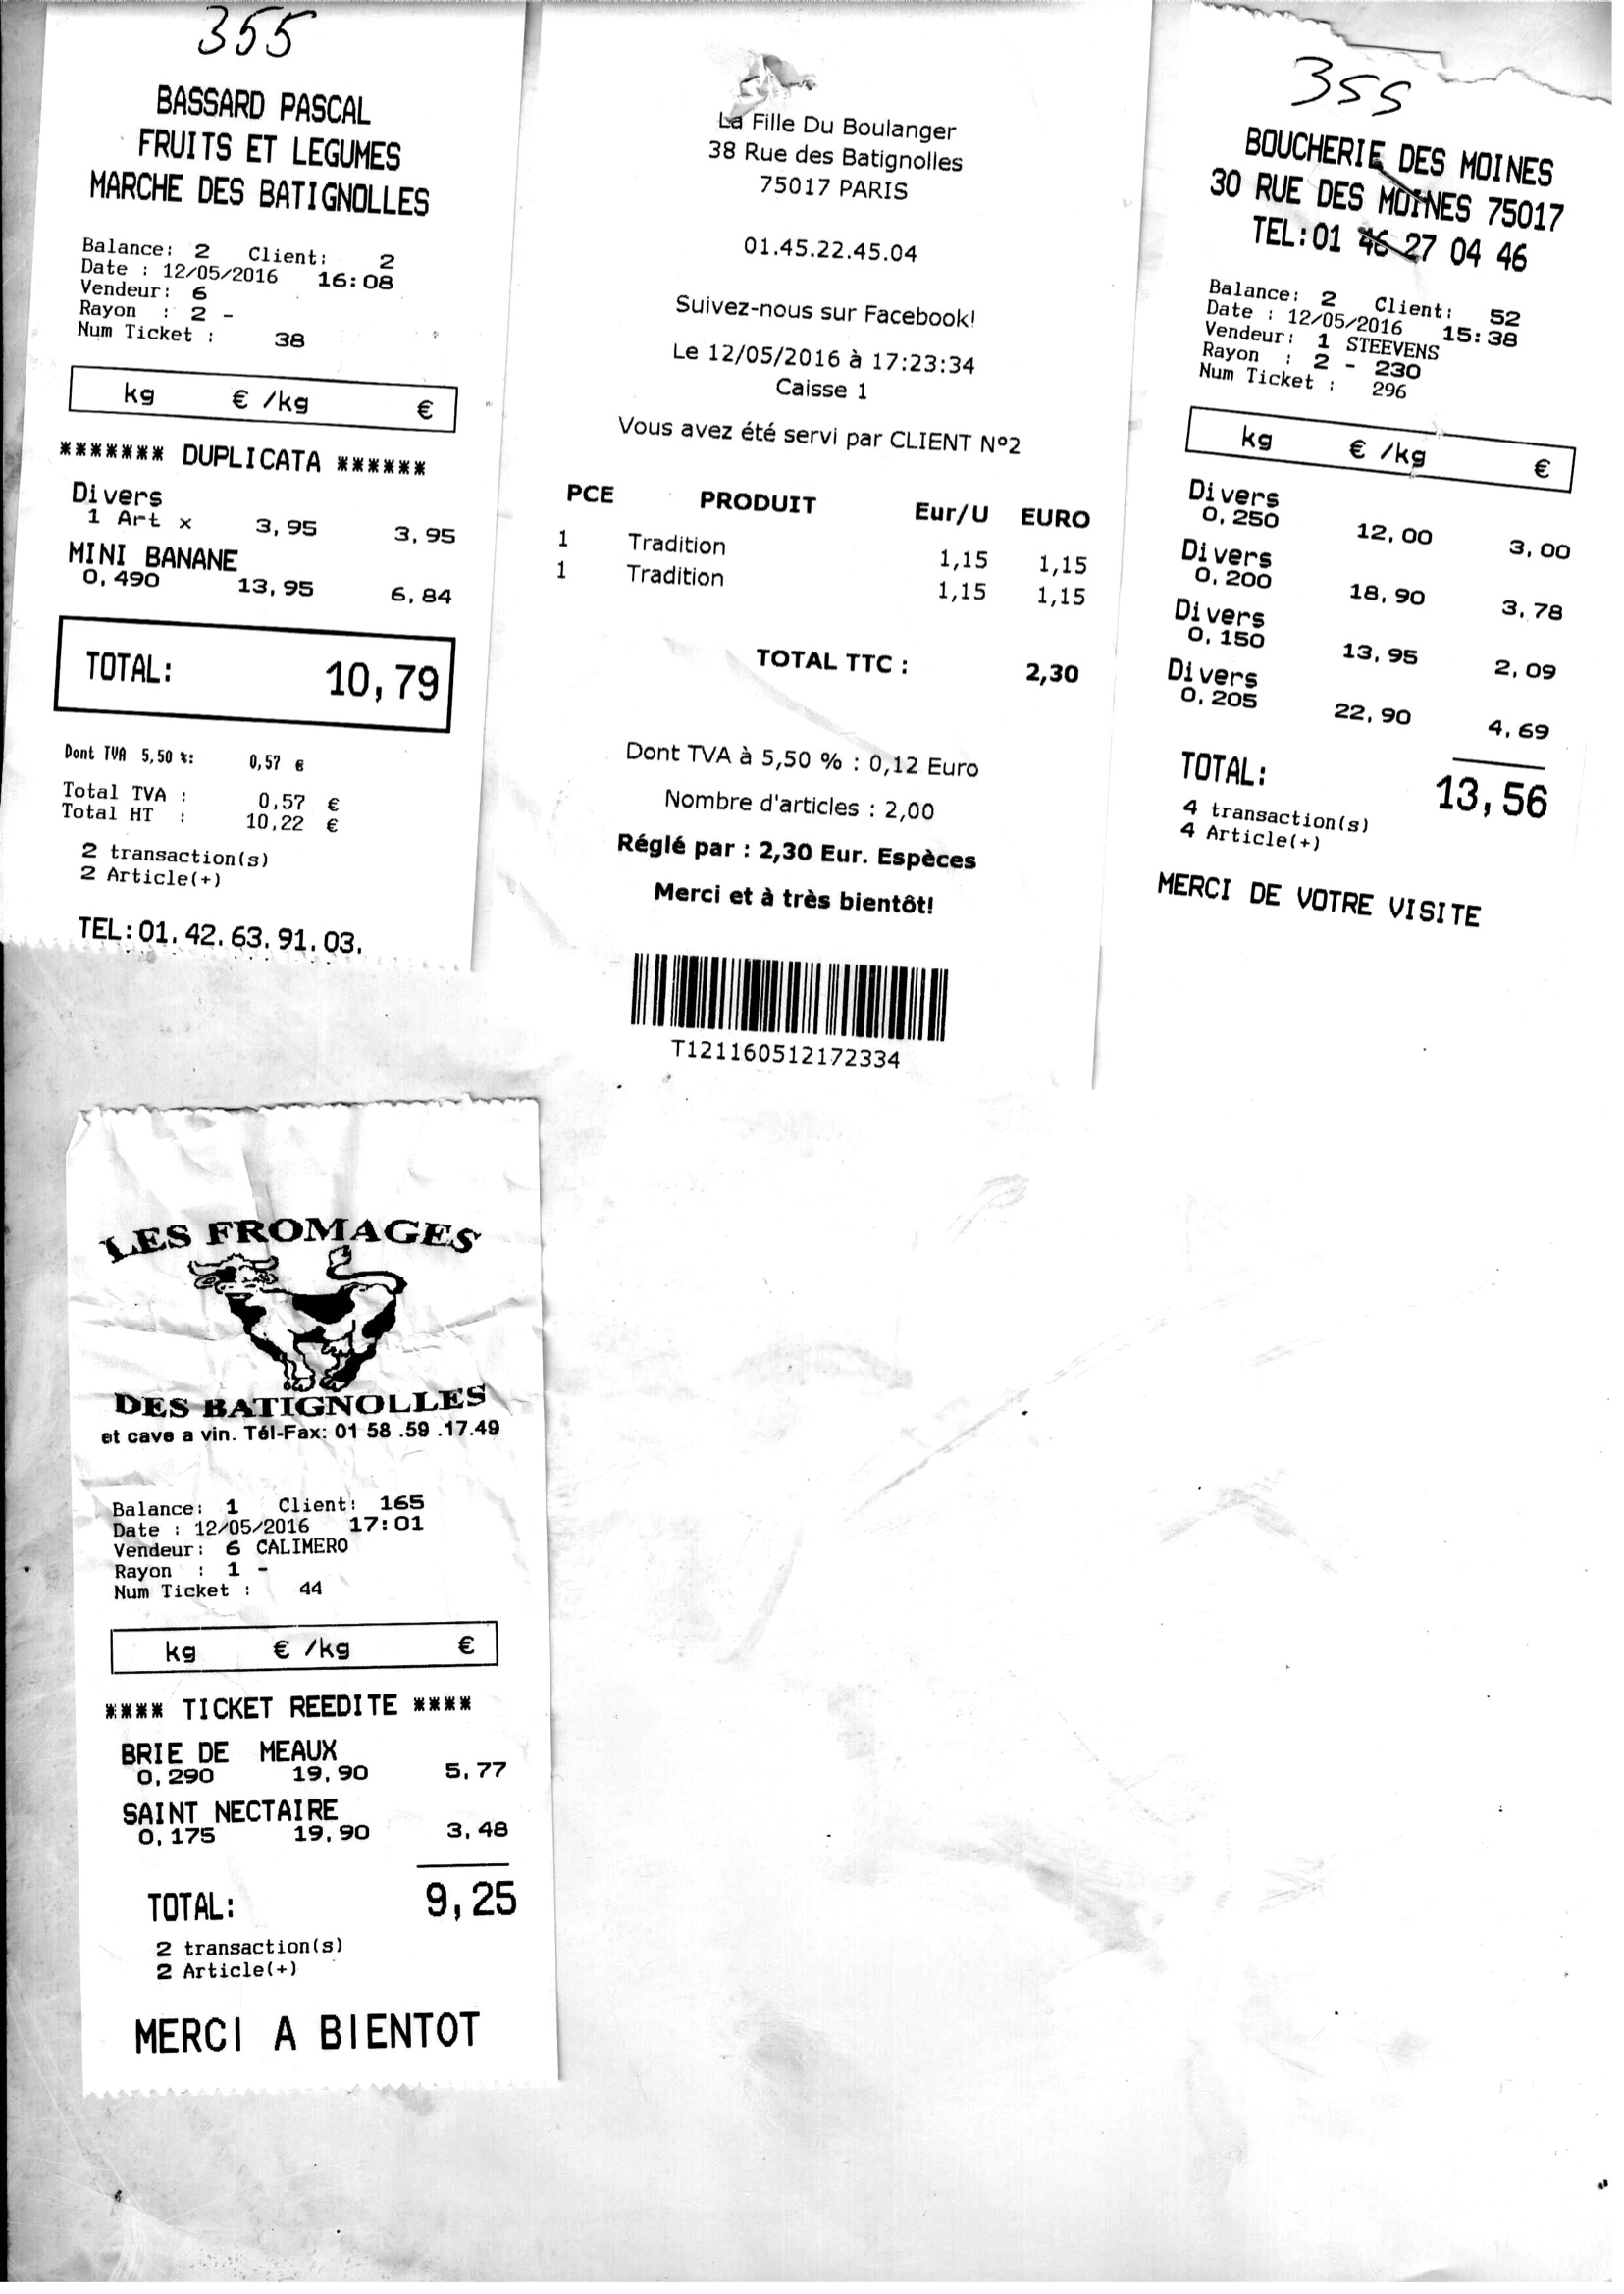 355
BASSARD PASCAL
FRUITS ET LEGUMES
MARCHE DES BATIGNOLLES
Balance: 2 Client: 2
Date : 12/05/2016 16:08
Vendeur: 6
Rayon : 2 -
Num Ticket : 38
kg € /kg €
******* DUPLICATA ******
Divers
1 Art x 3,95 3,95
MINI BANANE
0,490 13,95 6,84
TOTAL: 10,79
Dont TVA 5,50 %: 0,57 €
Total TVA : 0,57 €
Total HT : 10,22 €
2 transaction(s)
2 Article(+)
TEL:01.42.63.91.03.
La Fille Du Boulanger
38 Rue des Batignolles
75017 PARIS
01.45.22.45.04
Suivez-nous sur Facebook!
Le 12/05/2016 à 17:23:34
Caisse 1
Vous avez été servi par CLIENT N°2
PCE PRODUIT Eur/U EURO
1 Tradition 1,15 1,15
1 Tradition 1,15 1,15
TOTAL TTC : 2,30
Dont TVA à 5,50 % : 0,12 Euro
Nombre d'articles : 2,00
Réglé par : 2,30 Eur. Espèces
Merci et à très bientôt!
T121160512172334
355
BOUCHERIE DES MOINES
30 RUE DES MOINES 75017
TEL:01 46 27 04 46
Balance: 2 Client: 52
Date : 12/05/2016 15:38
Vendeur: 1 STEEVENS
Rayon : 2 - 230
Num Ticket : 296
kg € /kg €
Divers
0,250 12,00 3,00
Divers
0,200 18,90 3,78
Divers
0,150 13,95 2,09
Divers
0,205 22,90 4,69
TOTAL: 13,56
4 transaction(s)
4 Article(+)
MERCI DE VOTRE VISITE
LES FROMAGES
DES BATIGNOLLES
et cave a vin. Tél-Fax: 01 58 .59 .17.49
Balance: 1 Client: 165
Date : 12/05/2016 17:01
Vendeur: 6 CALIMERO
Rayon : 1 -
Num Ticket : 44
kg € /kg €
**** TICKET REEDITE ****
BRIE DE MEAUX
0,290 19,90 5,77
SAINT NECTAIRE
0,175 19,90 3,48
TOTAL: 9,25
2 transaction(s)
2 Article(+)
MERCI A BIENTOT